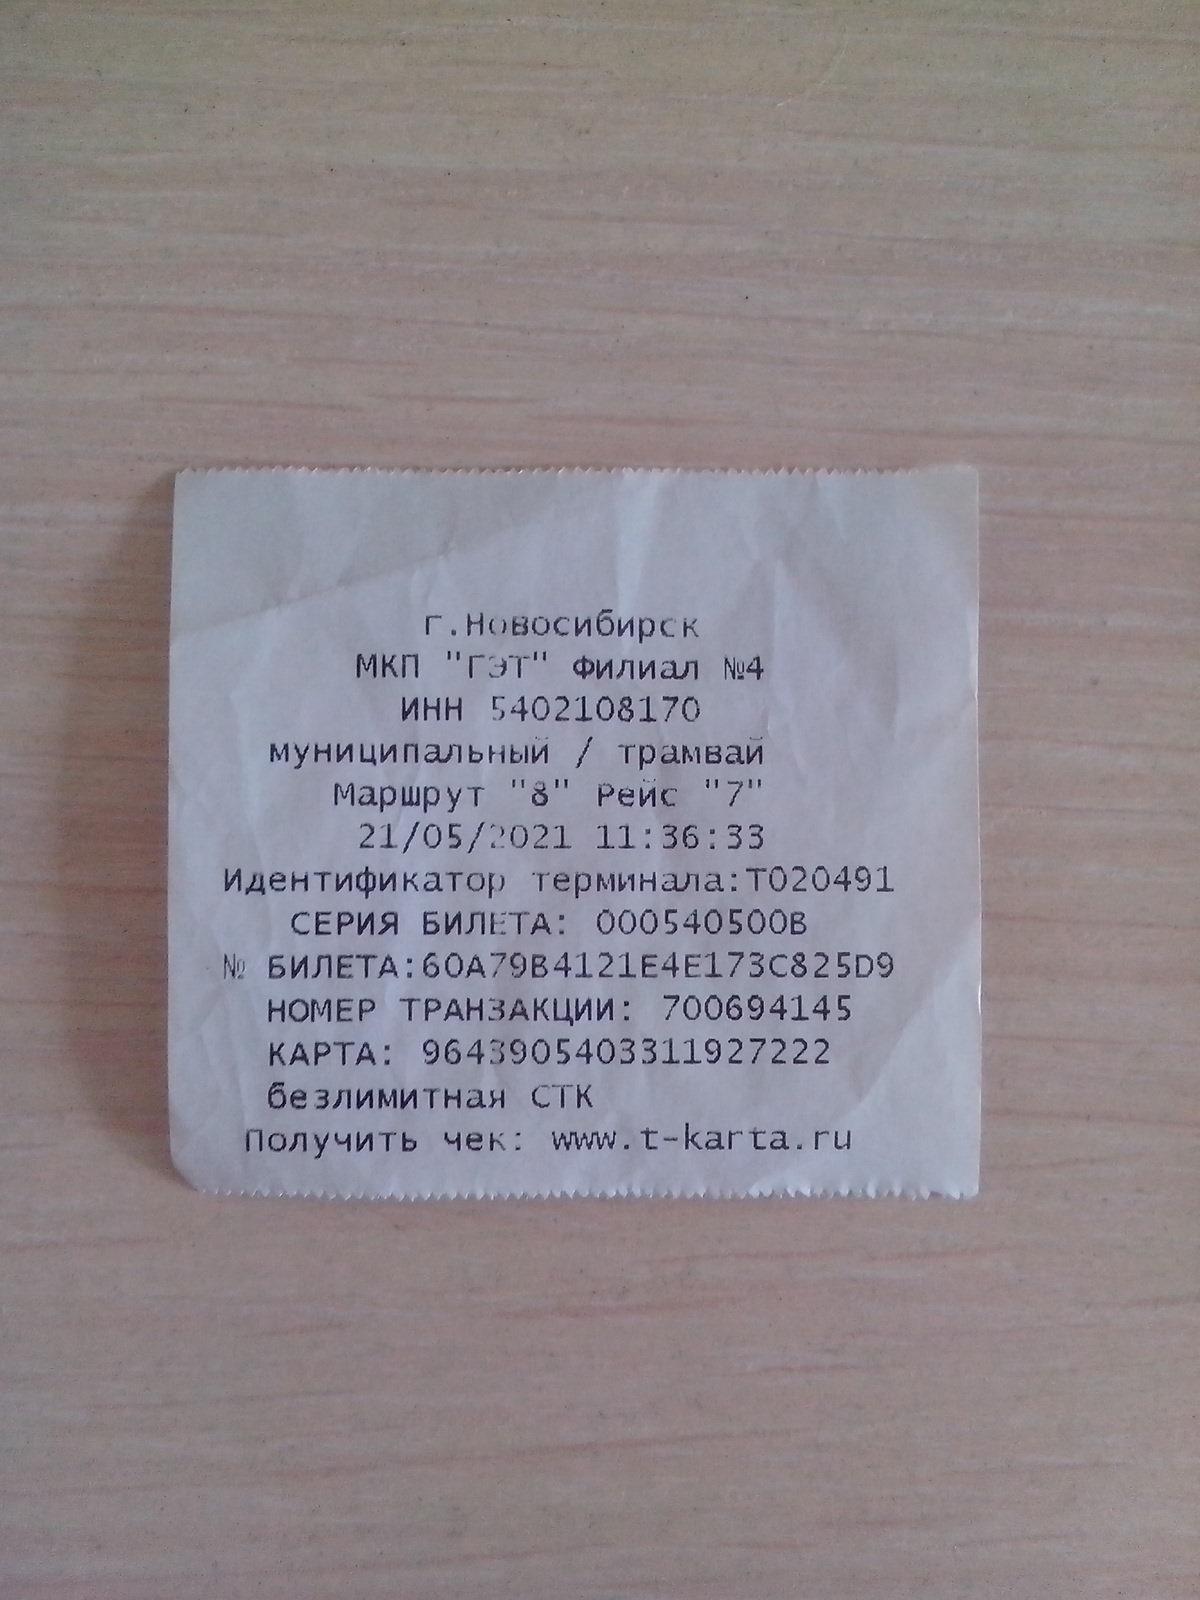 г.Новосибирск
МКП "ГЭТ" Филиал №4
ИНН 5402108170
муниципальный / трамвай
Маршрут "8" Рейс "7"
21/05/2021 11:36:33
Идентификатор терминала:T020491
СЕРИЯ БИЛЕТА: 000540500B
№ БИЛЕТА:60A79B4121E4E173C825D9
НОМЕР ТРАНЗАКЦИИ: 700694145
КАРТА: 9643905403311927222
безлимитная СТК
Получить чек: www.t-karta.ru